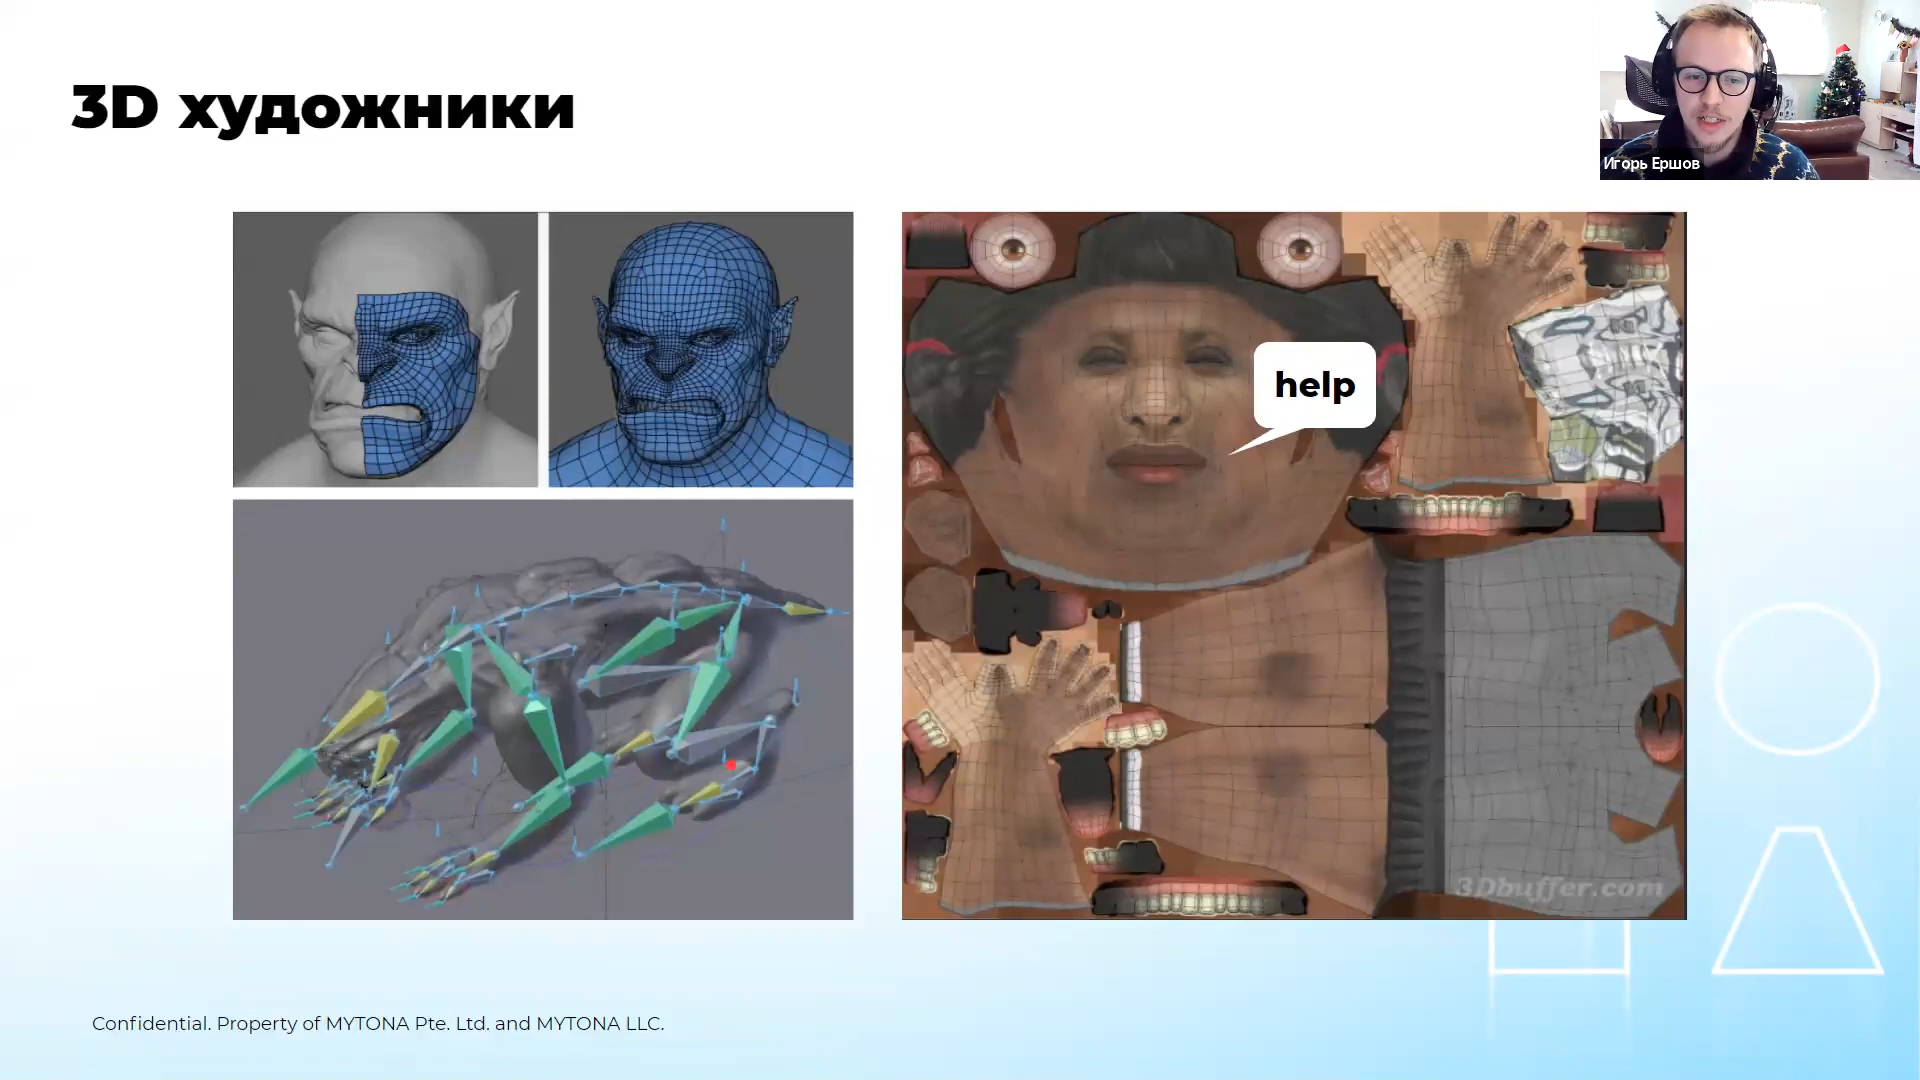 3D художники
Игорь Ершов
help
3Dbuffer.com
Confidential. Property of MYTONA Pte. Ltd. and MYTONA LLC.